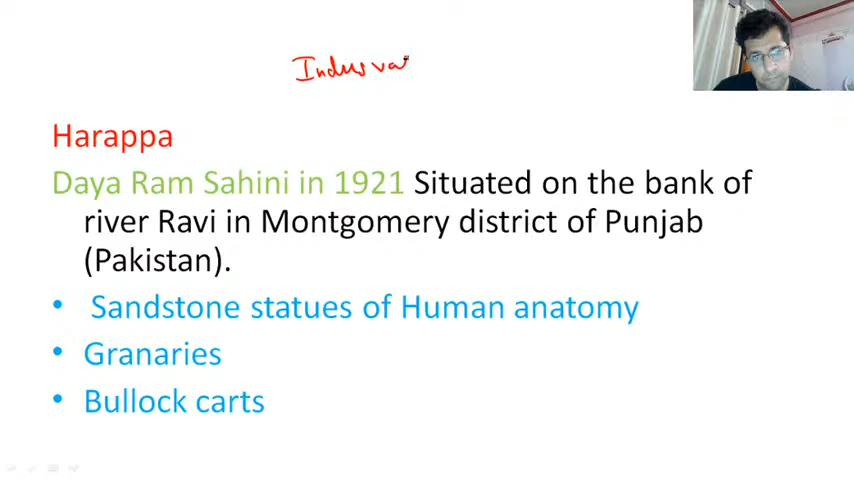 Indus va
Harappa
Daya Ram Sahini in 1921 Situated on the bank of
river Ravi in Montgomery district of Punjab
(Pakistan).
• Sandstone statues of Human anatomy
• Granaries
• Bullock carts